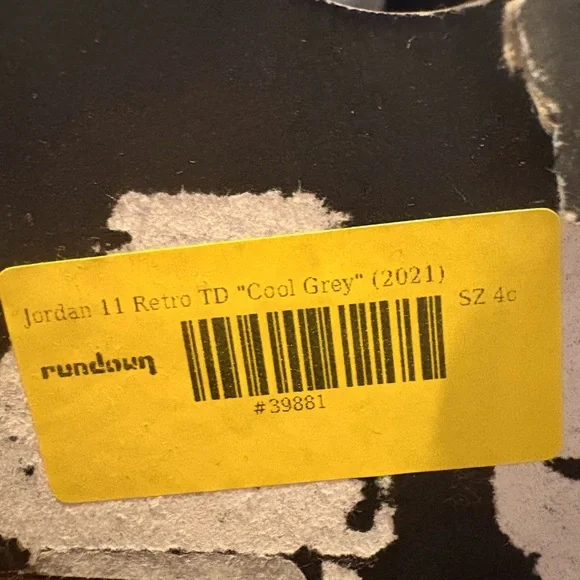 Jordan 11 Retro TD "Cool Grey" (2021)
SZ 4c
rundown
#39881